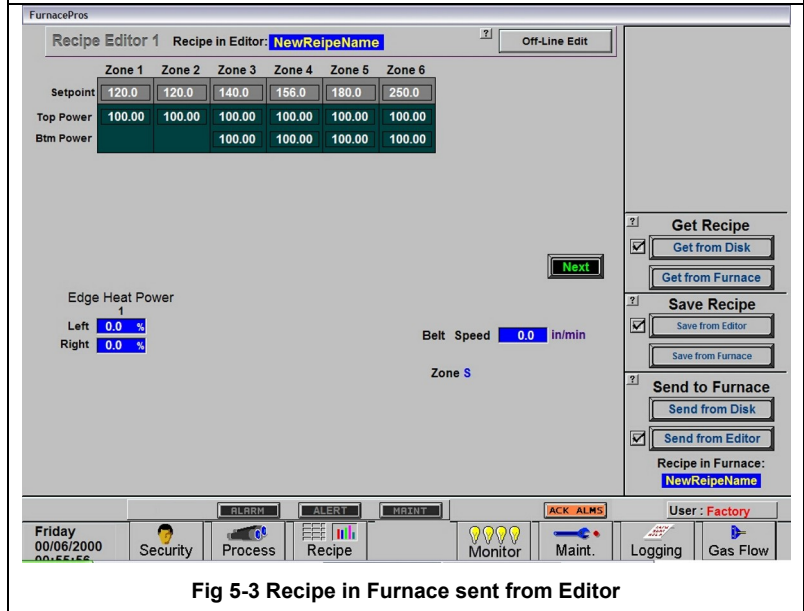 FurnacePros
Recipe Editor 1 Recipe in Editor: NewReipeName ? Off-Line Edit
Zone 1 Zone 2 Zone 3 Zone 4 Zone 5 Zone 6
Setpoint 120.0 120.0 140.0 156.0 180.0 250.0
Top Power 100.00 100.00 100.00 100.00 100.00 100.00
Btm Power 100.00 100.00 100.00 100.00
? Get Recipe
Get from Disk
Next
Get from Furnace
Edge Heat Power
1
Left 0.0 %
Right 0.0 %
Belt Speed 0.0 in/min
Zone S
? Save Recipe
Save from Editor
Save from Furnace
? Send to Furnace
Send from Disk
Send from Editor
Recipe in Furnace:
NewReipeName
ALARM ALERT MAINT ACK ALMS User : Factory
Friday
00/06/2000
Security Process Recipe Monitor Maint. Logging Gas Flow
Fig 5-3 Recipe in Furnace sent from Editor